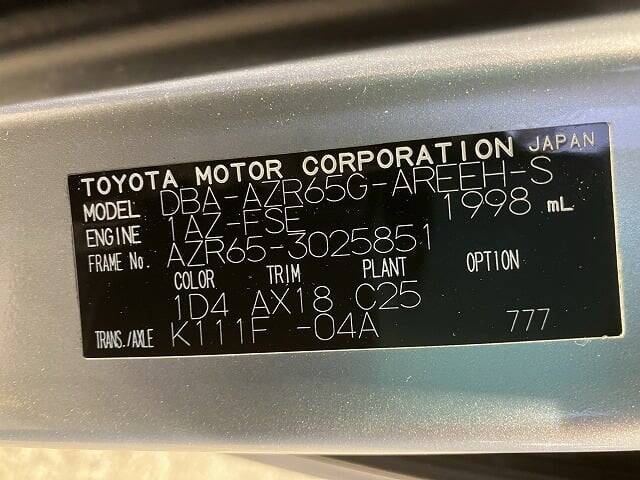 TOYOTA MOTOR CORPORATION JAPAN
MODEL DBA-AZR65G-AREEH-S
ENGINE 1AZ-FSE 1998 mL
FRAME No. AZR65-3025851
COLOR TRIM PLANT OPTION
1D4 AX18 C25
TRANS./AXLE K111F -04A 777